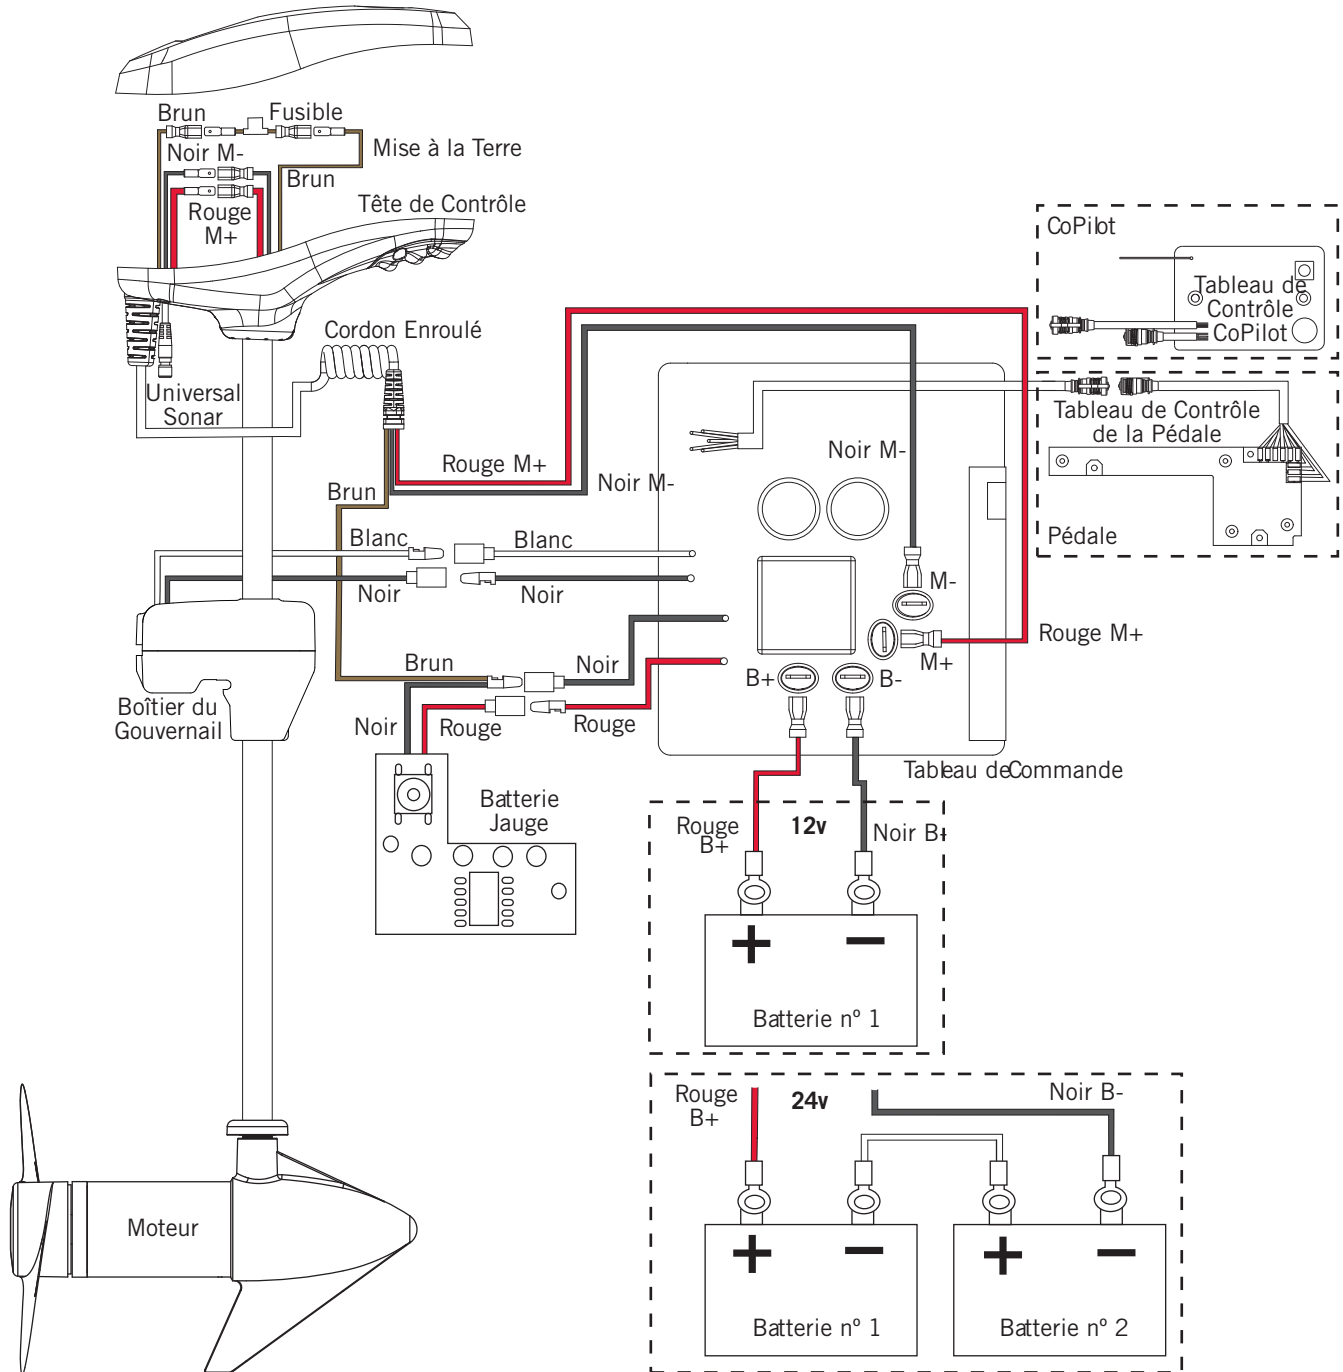 Brun
Fusible
Noir M-
Mise à la Terre
Brun
Rouge
M+
Tête de Contrôle
CoPilot
Tableau de
Contrôle
CoPilot
Cordon Enroulé
Universal
Sonar
Tableau de Contrôle
de la Pédale
Rouge M+
Noir M-
Noir M-
Brun
Pédale
Blanc
Blanc
Noir
Noir
M-
Rouge M+
M+
Brun
Noir
B+
B-
Boîtier du
Gouvernail
Noir
Rouge
Rouge
Tableau de Commande
Batterie
Jauge
Rouge
B+
12v
Noir B+
Batterie nº 1
Rouge
B+
24v
Noir B-
Moteur
Batterie nº 1
Batterie nº 2